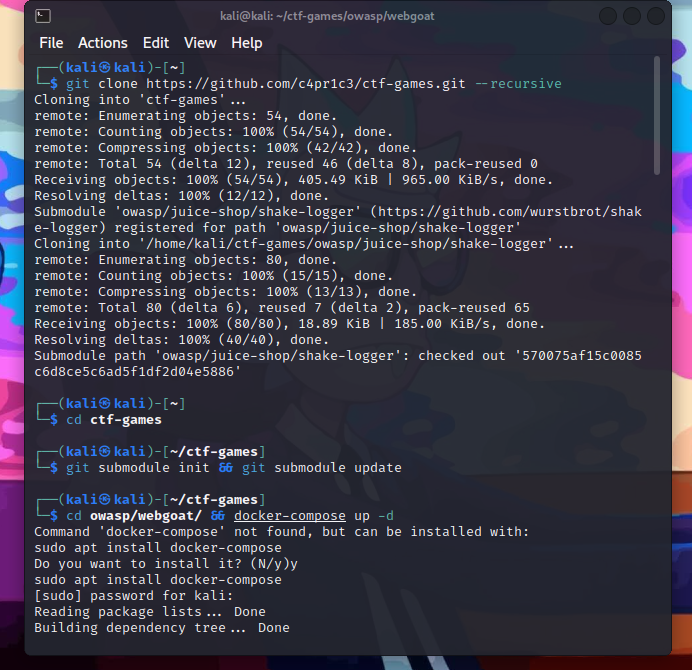 kali@kali: ~/ctf-games/owasp/webgoat
File Actions Edit View Help
┌──(kali㉿kali)-[~]
└─$ git clone https://github.com/c4pr1c3/ctf-games.git --recursive
Cloning into 'ctf-games'...
remote: Enumerating objects: 54, done.
remote: Counting objects: 100% (54/54), done.
remote: Compressing objects: 100% (42/42), done.
remote: Total 54 (delta 12), reused 46 (delta 8), pack-reused 0
Receiving objects: 100% (54/54), 405.49 KiB | 965.00 KiB/s, done.
Resolving deltas: 100% (12/12), done.
Submodule 'owasp/juice-shop/shake-logger' (https://github.com/wurstbrot/shak
e-logger) registered for path 'owasp/juice-shop/shake-logger'
Cloning into '/home/kali/ctf-games/owasp/juice-shop/shake-logger'...
remote: Enumerating objects: 80, done.
remote: Counting objects: 100% (15/15), done.
remote: Compressing objects: 100% (13/13), done.
remote: Total 80 (delta 6), reused 7 (delta 2), pack-reused 65
Receiving objects: 100% (80/80), 18.89 KiB | 185.00 KiB/s, done.
Resolving deltas: 100% (40/40), done.
Submodule path 'owasp/juice-shop/shake-logger': checked out '570075af15c0085
c6d8ce5c6ad5f1df2d04e5886'
┌──(kali㉿kali)-[~]
└─$ cd ctf-games
┌──(kali㉿kali)-[~/ctf-games]
└─$ git submodule init && git submodule update
┌──(kali㉿kali)-[~/ctf-games]
└─$ cd owasp/webgoat/ && docker-compose up -d
Command 'docker-compose' not found, but can be installed with:
sudo apt install docker-compose
Do you want to install it? (N/y)y
sudo apt install docker-compose
[sudo] password for kali:
Reading package lists... Done
Building dependency tree... Done